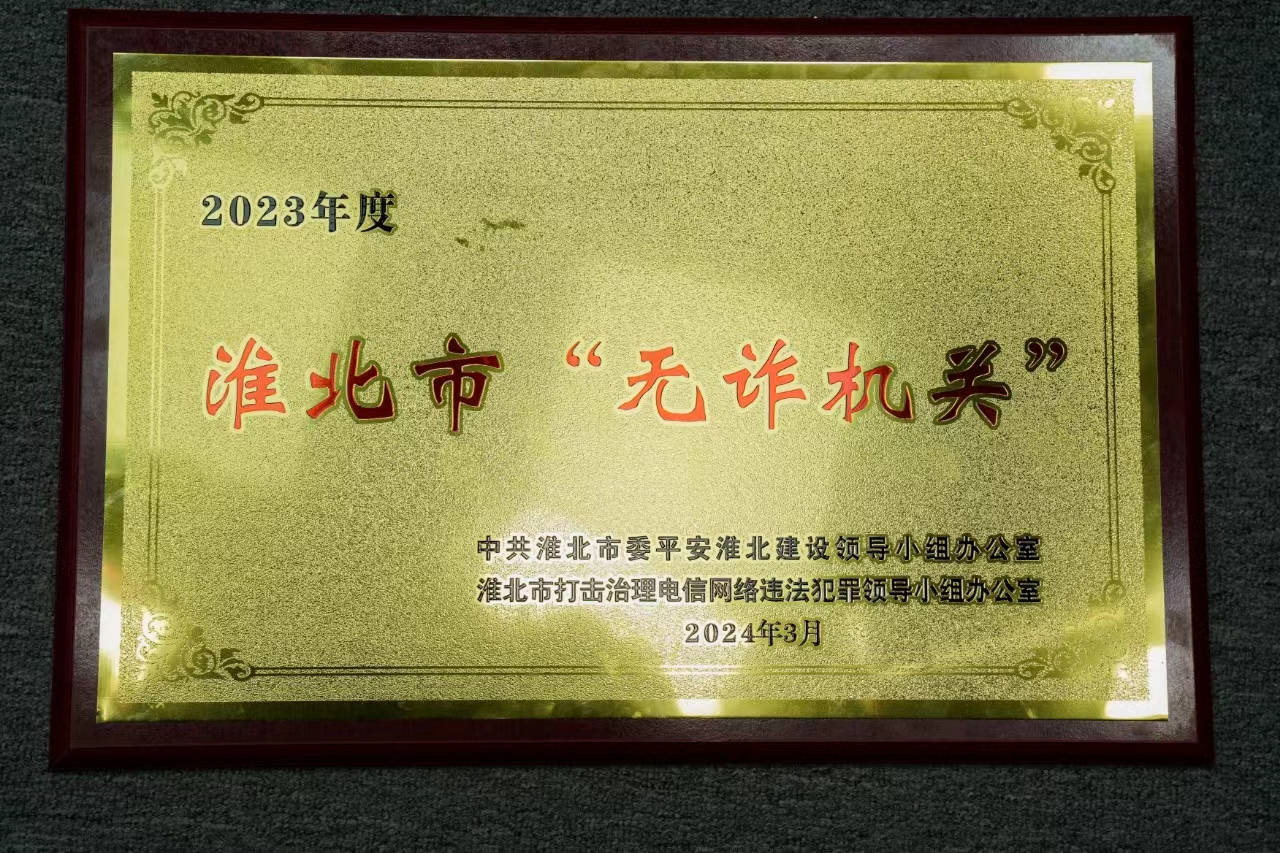 2023年度
淮北市“无诈机关”
中共淮北市委平安淮北建设领导小组办公室
淮北市打击治理电信网络违法犯罪领导小组办公室
2024年3月